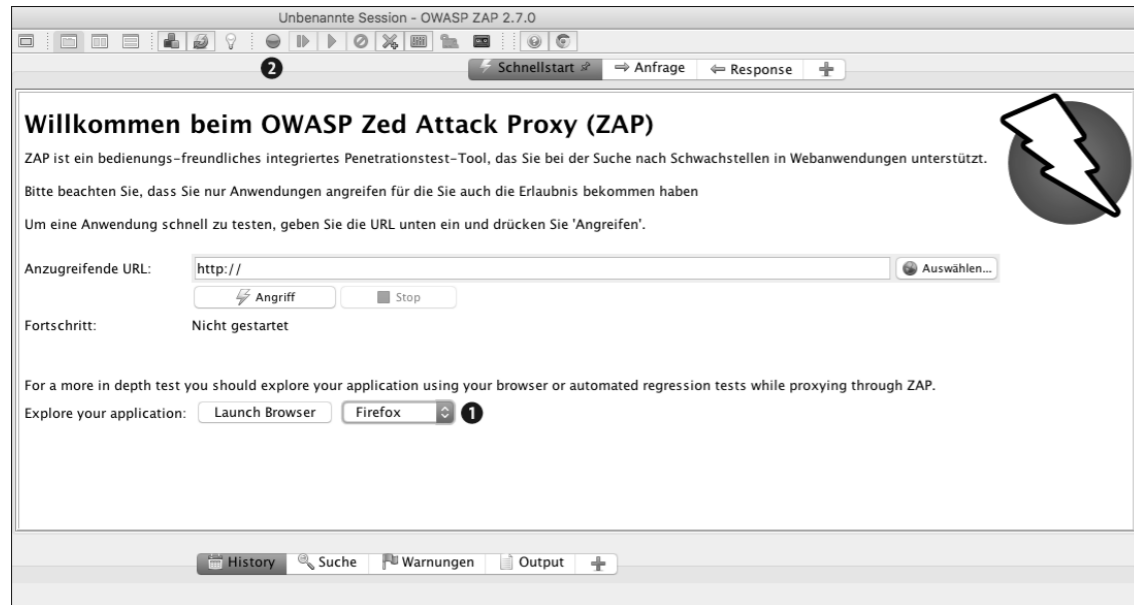 Unbenannte Session - OWASP ZAP 2.7.0
❷
Schnellstart
⇒ Anfrage
⇐ Response
Willkommen beim OWASP Zed Attack Proxy (ZAP)
ZAP ist ein bedienungs-freundliches integriertes Penetrationstest-Tool, das Sie bei der Suche nach Schwachstellen in Webanwendungen unterstützt.
Bitte beachten Sie, dass Sie nur Anwendungen angreifen für die Sie auch die Erlaubnis bekommen haben
Um eine Anwendung schnell zu testen, geben Sie die URL unten ein und drücken Sie 'Angreifen'.
Anzugreifende URL: http:// Auswählen...
Angriff Stop
Fortschritt: Nicht gestartet
For a more in depth test you should explore your application using your browser or automated regression tests while proxying through ZAP.
Explore your application: Launch Browser Firefox ❶
History Suche Warnungen Output